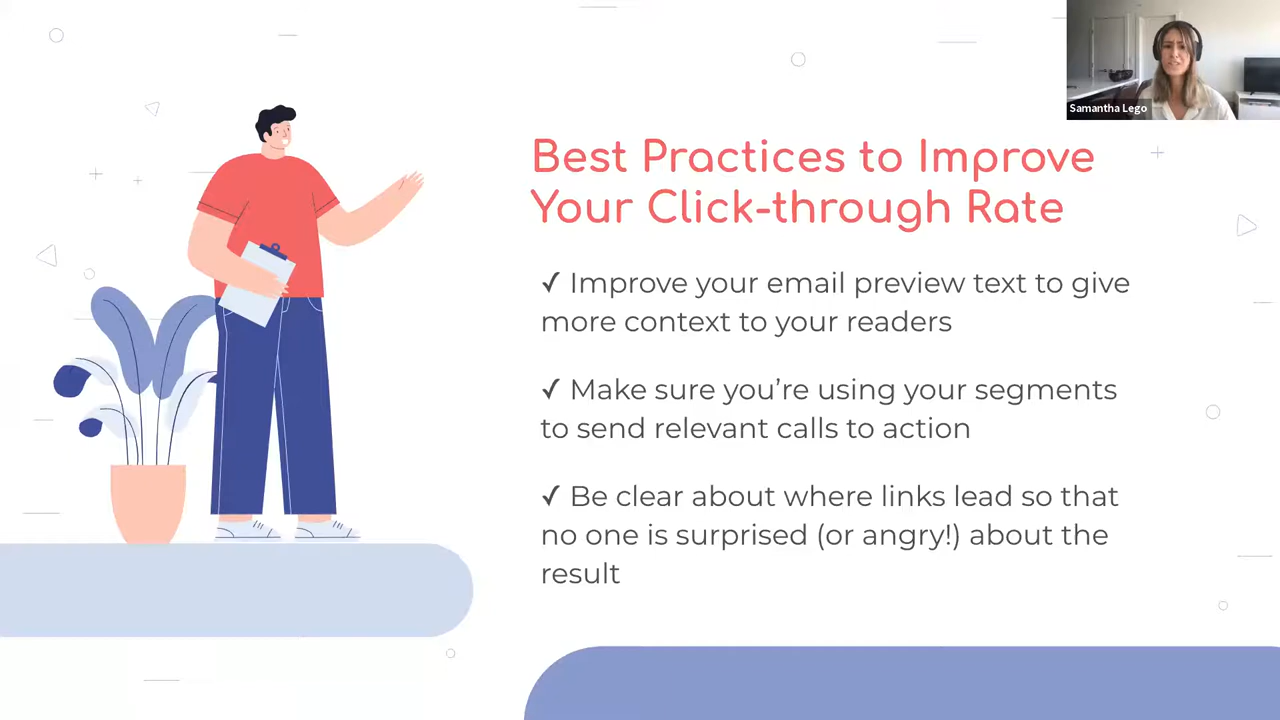 Samantha Lego
Best Practices to Improve
Your Click-through Rate
✓ Improve your email preview text to give
more context to your readers
✓ Make sure you’re using your segments
to send relevant calls to action
✓ Be clear about where links lead so that
no one is surprised (or angry!) about the
result